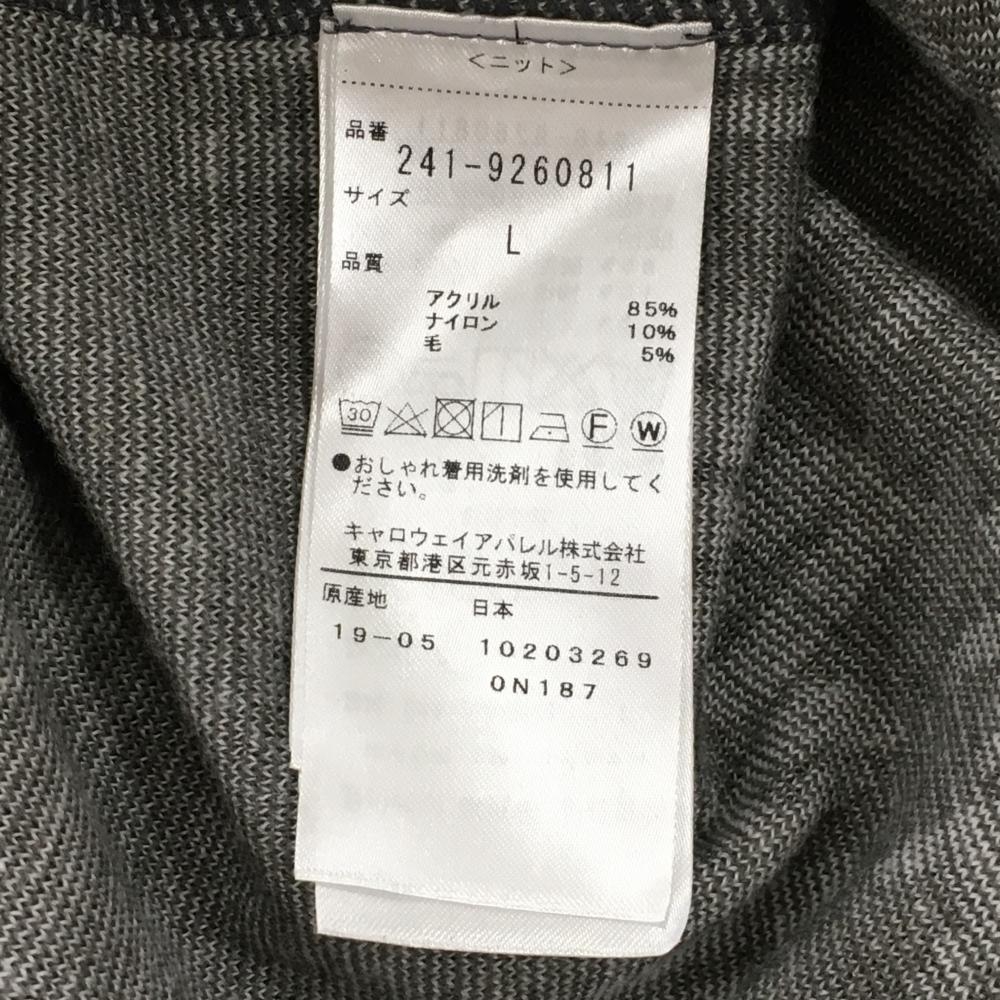 L
<ニット>
品番
241-9260811
サイズ
L
品質
アクリル 85%
ナイロン 10%
毛 5%
30 F W
●おしゃれ着用洗剤を使用してく
ださい。
キャロウェイアパレル株式会社
東京都港区元赤坂1-5-12
原産地 日本
19-05 10203269
0N187